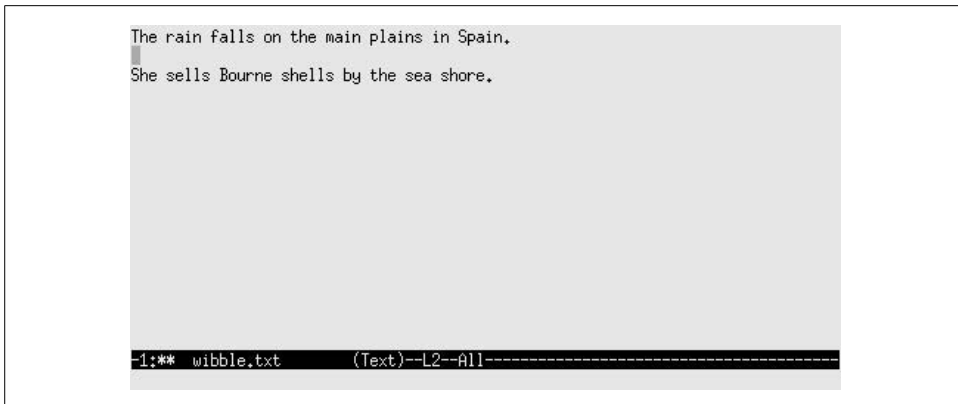 The rain falls on the main plains in Spain.
She sells Bourne shells by the sea shore.
-1:** wibble.txt (Text)--L2--All----------------------------------------